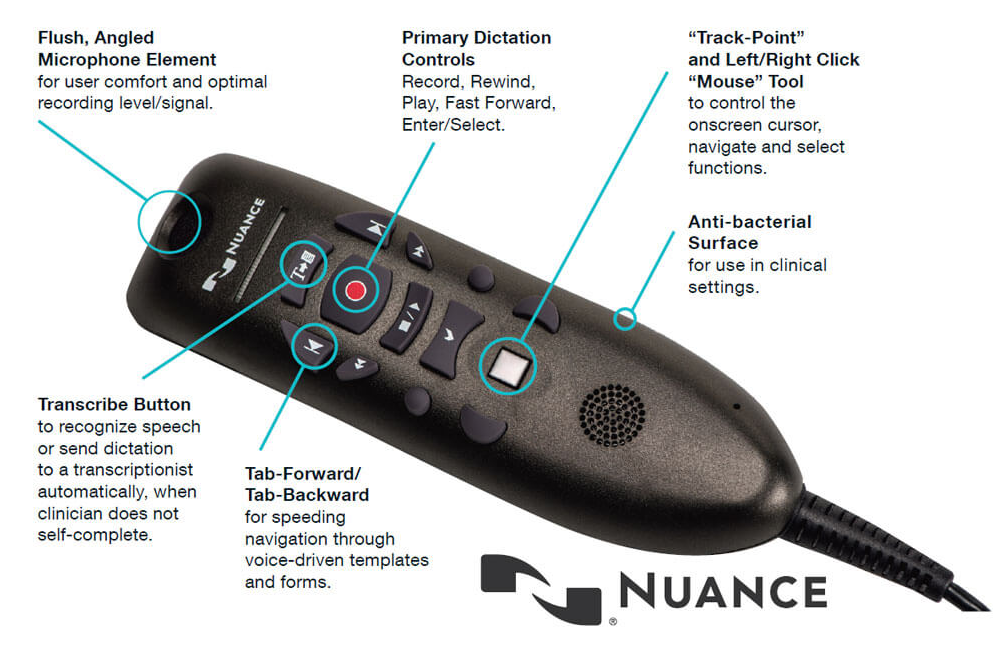 Flush, Angled
Microphone Element
for user comfort and optimal
recording level/signal.
Primary Dictation
Controls
Record, Rewind,
Play, Fast Forward,
Enter/Select.
“Track-Point”
and Left/Right Click
“Mouse” Tool
to control the
onscreen cursor,
navigate and select
functions.
Anti-bacterial
Surface
for use in clinical
settings.
NUANCE
T
Transcribe Button
to recognize speech
or send dictation
to a transcriptionist
automatically, when
clinician does not
self-complete.
Tab-Forward/
Tab-Backward
for speeding
navigation through
voice-driven templates
and forms.
NUANCE
®